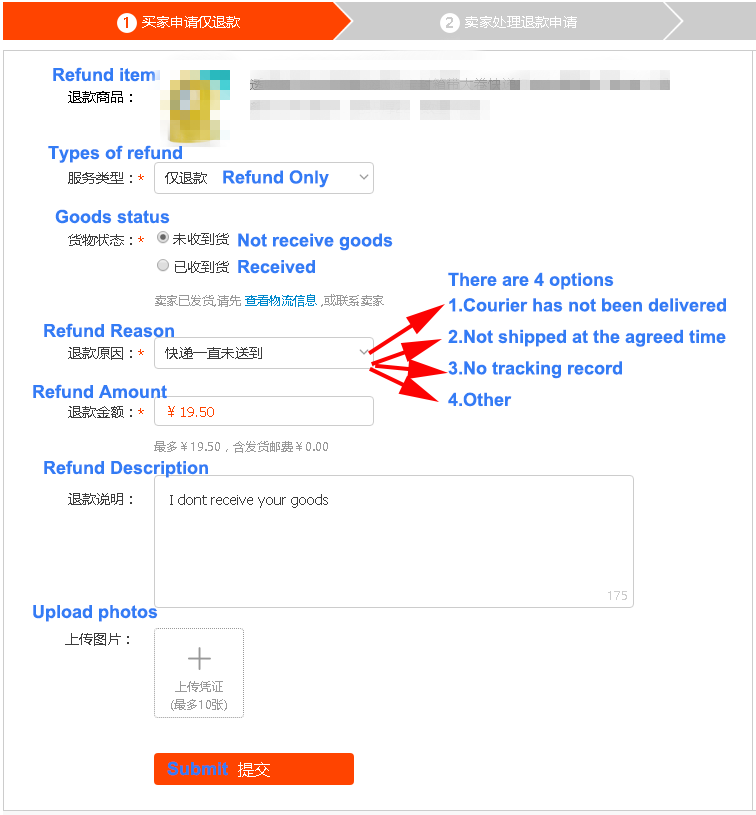 1 买家申请仅退款
2 卖家处理退款申请
Refund item
退款商品：
Types of refund
服务类型：* 仅退款 Refund Only
Goods status
货物状态：* 未收到货 Not receive goods
已收到货 Received
卖家已发货,请先 查看物流信息 ,或联系卖家
There are 4 options
1.Courier has not been delivered
2.Not shipped at the agreed time
3.No tracking record
4.Other
Refund Reason
退款原因：* 快递一直未送到
Refund Amount
退款金额：* ￥19.50
最多￥19.50，含发货邮费￥0.00
Refund Description
退款说明： I dont receive your goods
175
Upload photos
上传图片：
上传凭证
(最多10张)
Submit 提交